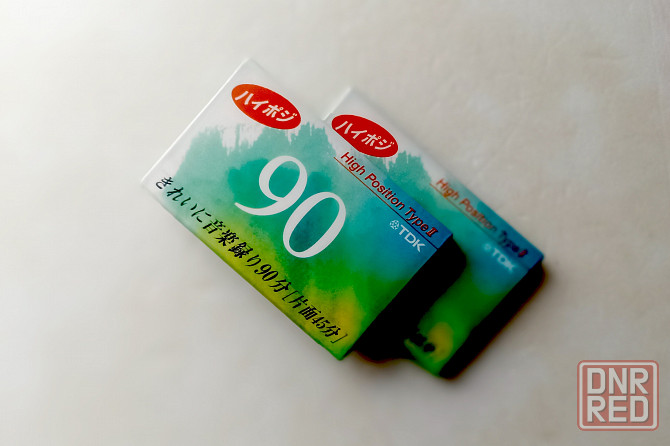 ハイポジ
90
High Position TypeII
TDK
きれいに音楽録り90分[片面45分]
ハイポジ
High Position TypeII
TDK
DNR
RED